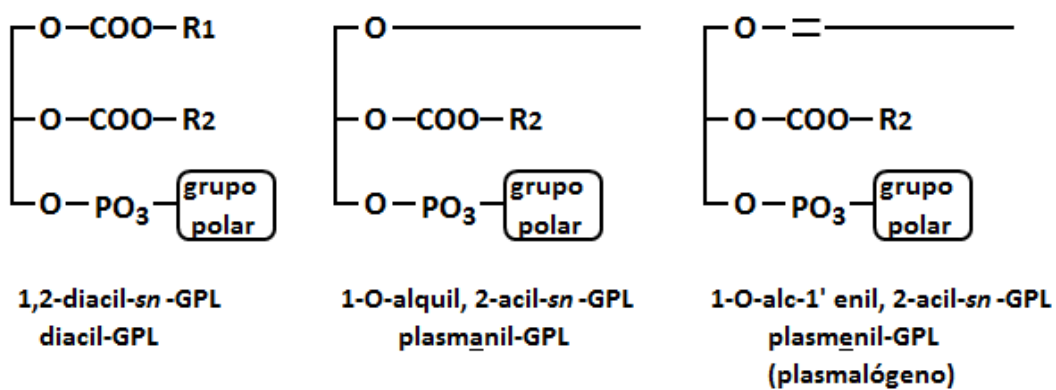 O—COO—R1
O—COO—R2
O—PO3—grupo polar
1,2-diacil-sn-GPL
diacil-GPL
O
O—COO—R2
O—PO3—grupo polar
1-O-alquil, 2-acil-sn-GPL
plasmanil-GPL
O
O—COO—R2
O—PO3—grupo polar
1-O-alc-1' enil, 2-acil-sn-GPL
plasmenil-GPL
(plasmalógeno)